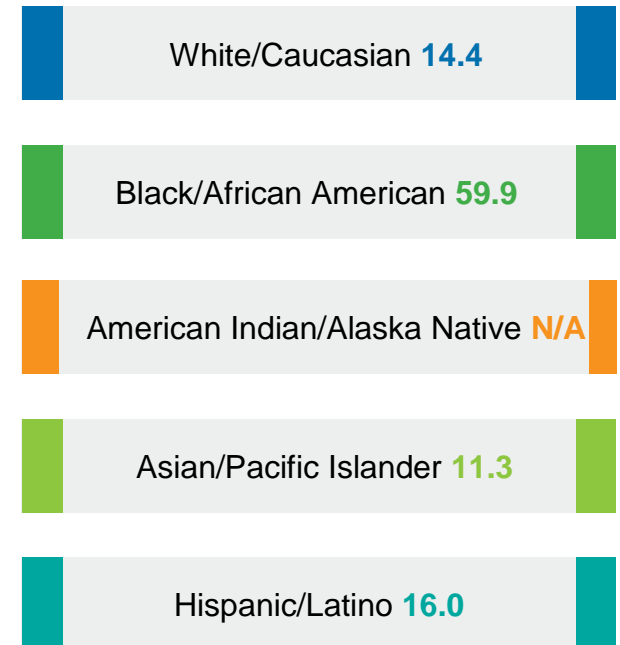 White/Caucasian 14.4
Black/African American 59.9
American Indian/Alaska Native N/A
Asian/Pacific Islander 11.3
Hispanic/Latino 16.0